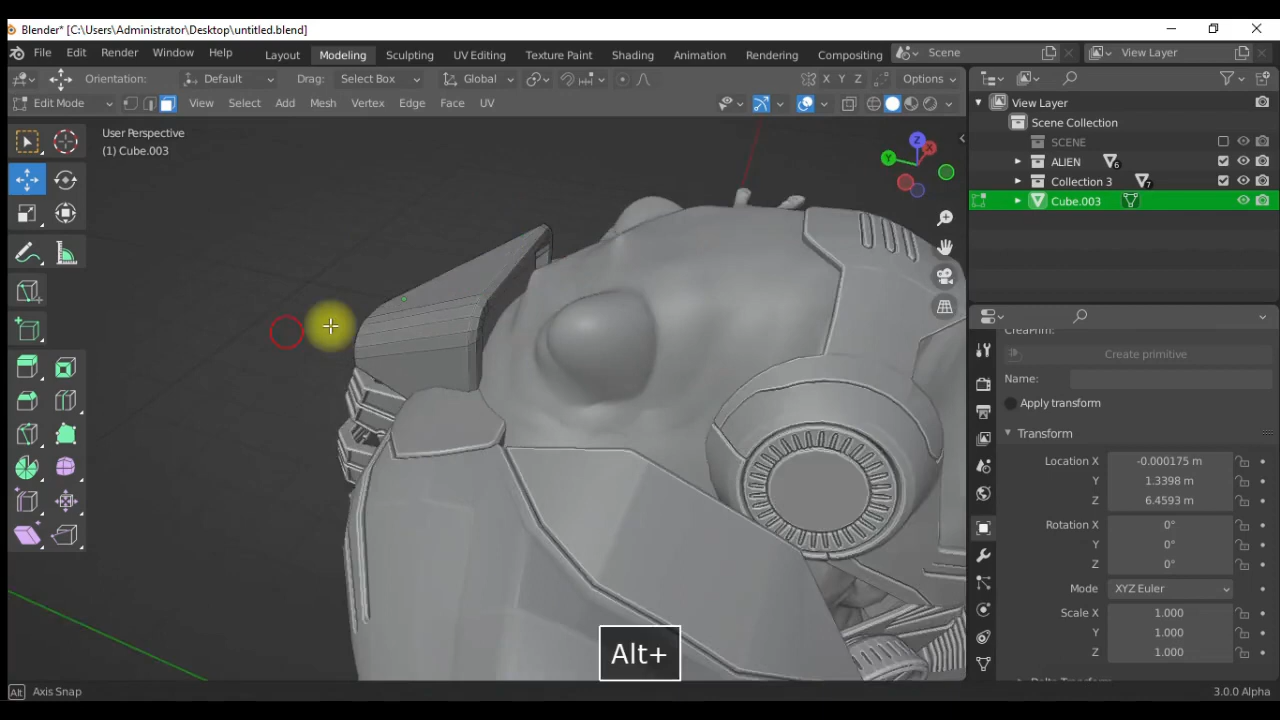 Blender* [C:\Users\Administrator\Desktop\untitled.blend]
File Edit Render Window Help Layout Modeling Sculpting UV Editing Texture Paint Shading Animation Rendering Compositing Scene View Layer
Orientation: Default Drag: Select Box Global X Y Z Options
Edit Mode View Select Add Mesh Vertex Edge Face UV
User Perspective
(1) Cube.003
Z
X
Y
View Layer
Scene Collection
SCENE
ALIEN 6
Collection 3 7
Cube.003
Create primitive
Name:
Apply transform
Transform
Location X -0.000175 m
Y 1.3398 m
Z 6.4593 m
Rotation X 0°
Y 0°
Z 0°
Mode XYZ Euler
Scale X 1.000
Y 1.000
Z 1.000
Alt+
Alt Axis Snap
3.0.0 Alpha